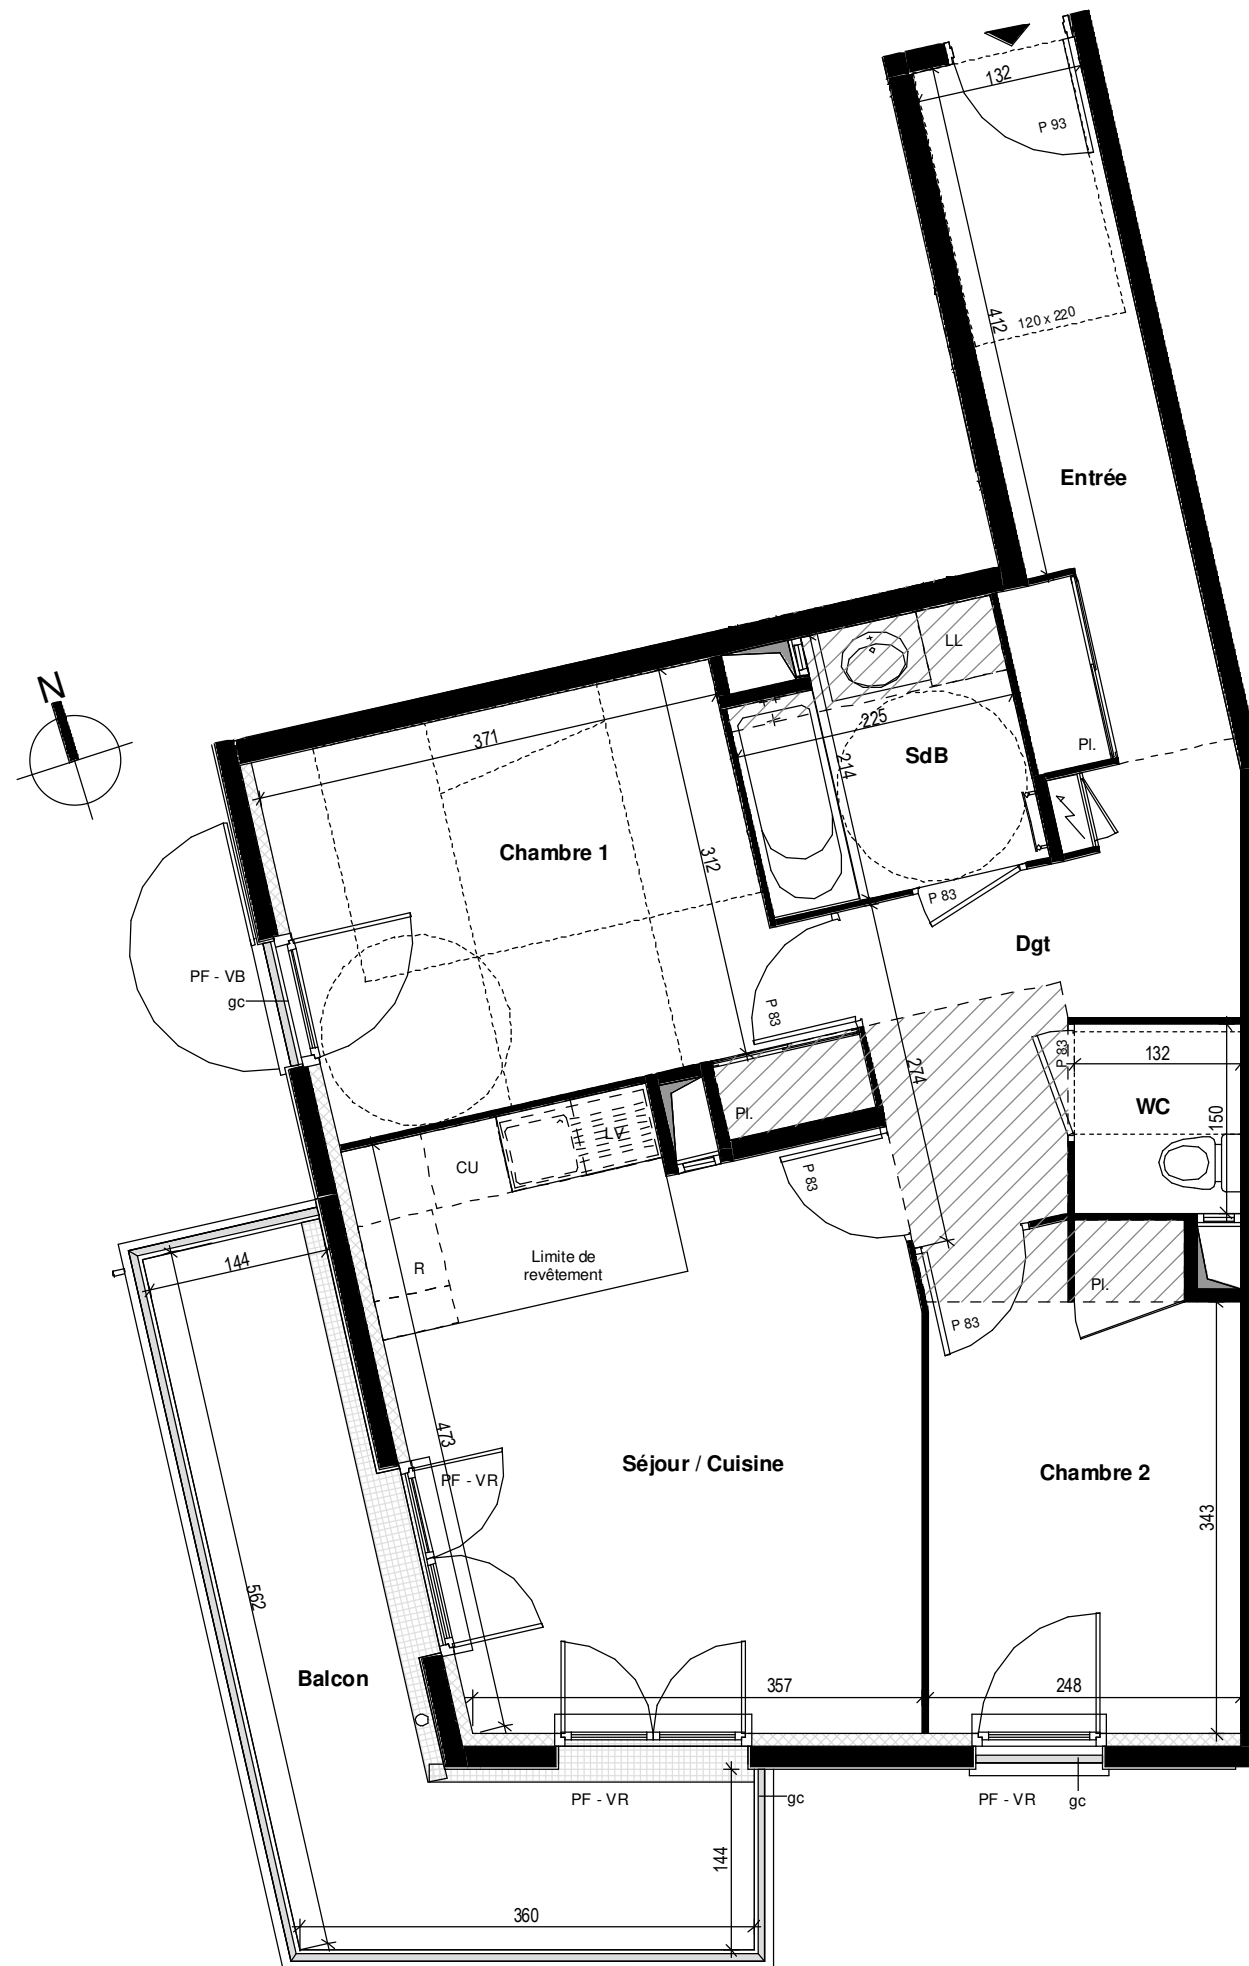 132
P 93
412
120 x 220
Entrée
N
LL
371
225
Pl.
SdB
214
Chambre 1
312
P 83
Dgt
PF - VB
gc
P 83
274
P 83
132
WC
150
Pl.
LV
CU
P 83
144
R
Limite de
revêtement
Pl.
P 83
473
PF - VR
Séjour / Cuisine
Chambre 2
343
562
Balcon
357
248
PF - VR
gc
PF - VR
gc
144
360